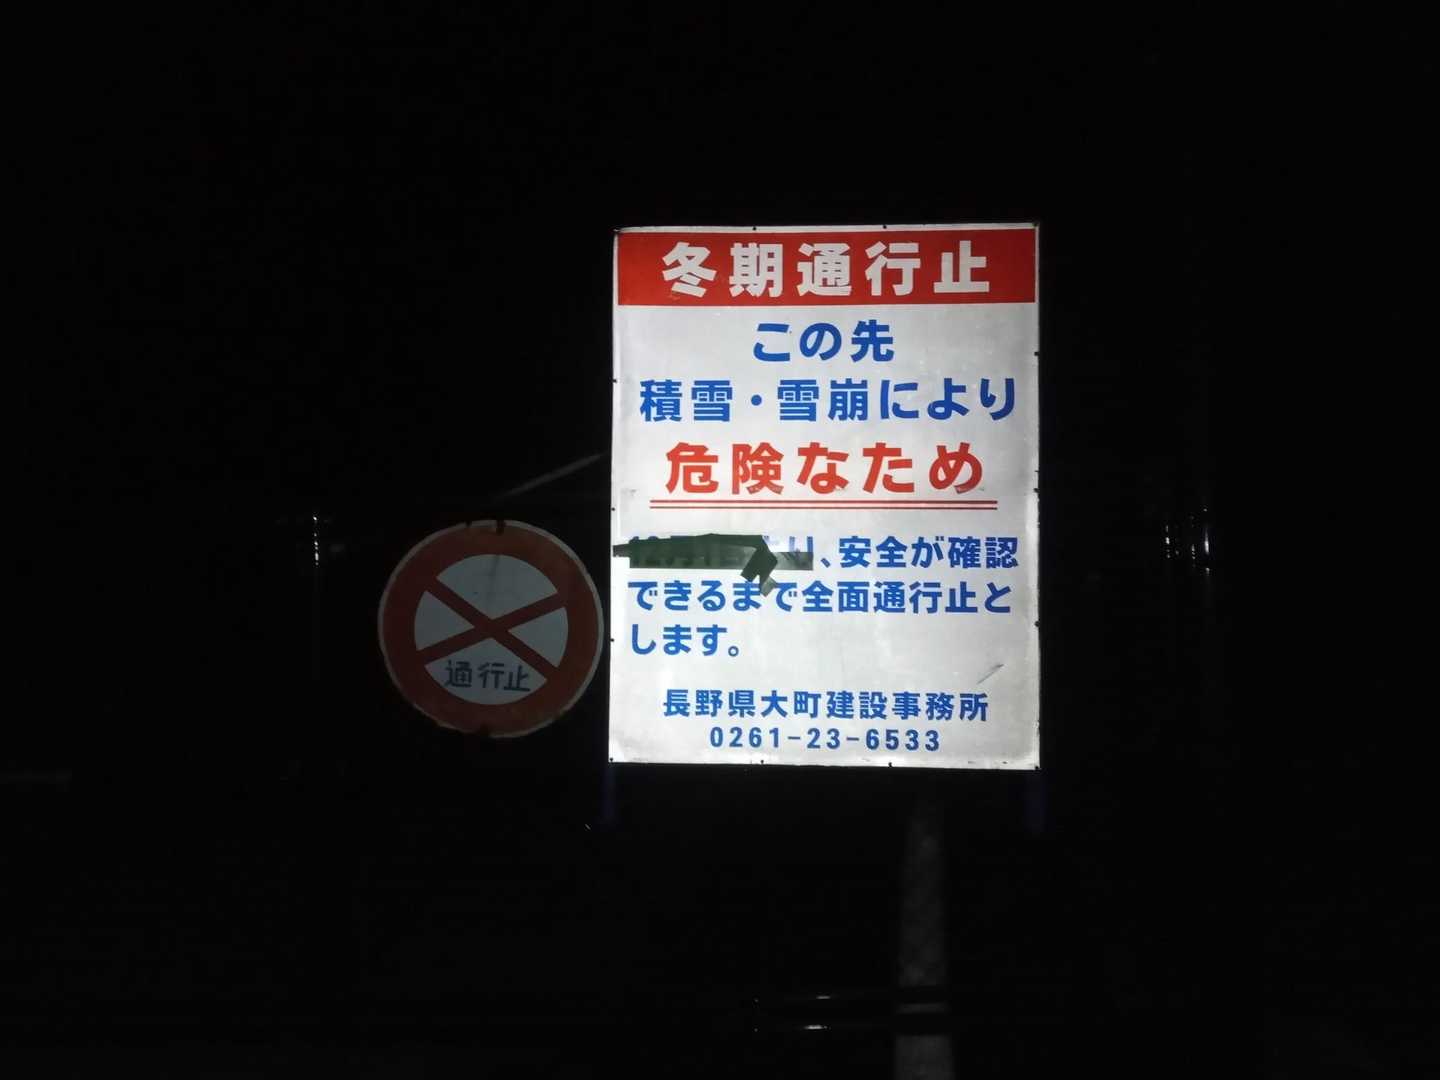 冬期通行止
この先
積雪・雪崩により
危険なため
、安全が確認
できるまで全面通行止と
します。
長野県大町建設事務所
0261-23-6533
通行止